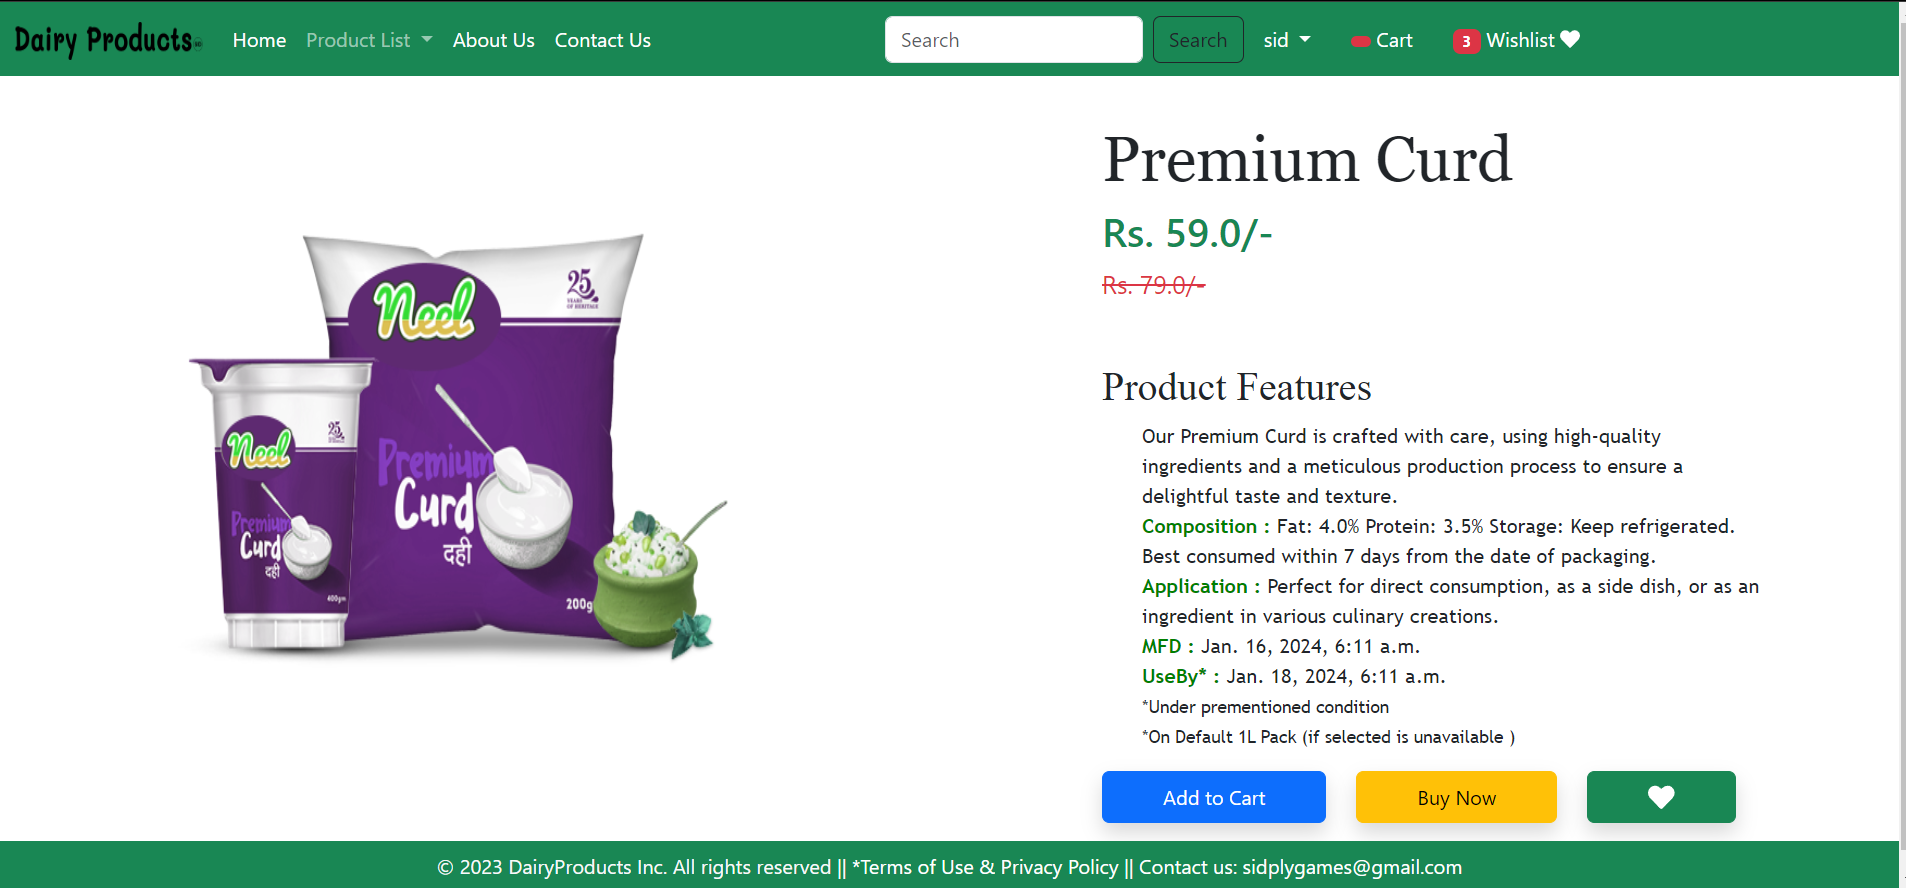 Dairy Products
Home Product List About Us Contact Us Search Search sid Cart 3 Wishlist
Premium Curd
Rs. 59.0/-
Rs. 79.0/-
Neel
25
YEARS
OF HERITAGE
Premium
Curd
दही
200g
Neel
25
Premium
Curd
दही
400gm
Product Features
Our Premium Curd is crafted with care, using high-quality
ingredients and a meticulous production process to ensure a
delightful taste and texture.
Composition : Fat: 4.0% Protein: 3.5% Storage: Keep refrigerated.
Best consumed within 7 days from the date of packaging.
Application : Perfect for direct consumption, as a side dish, or as an
ingredient in various culinary creations.
MFD : Jan. 16, 2024, 6:11 a.m.
UseBy* : Jan. 18, 2024, 6:11 a.m.
*Under prementioned condition
*On Default 1L Pack (if selected is unavailable )
Add to Cart Buy Now
© 2023 DairyProducts Inc. All rights reserved || *Terms of Use & Privacy Policy || Contact us: sidplygames@gmail.com